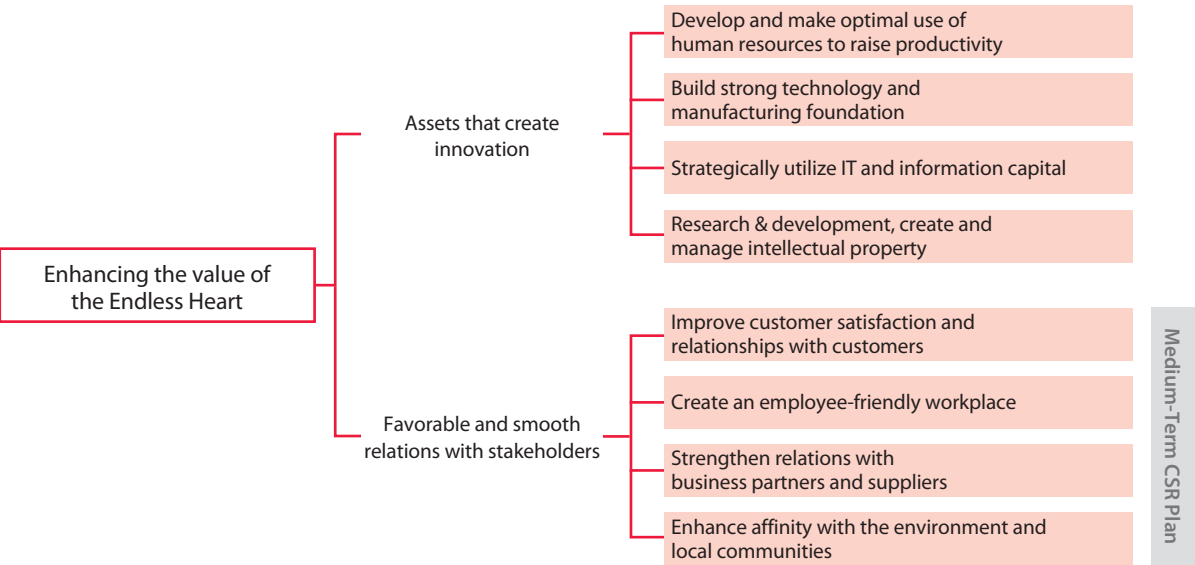 Develop and make optimal use of
human resources to raise productivity
Build strong technology and
manufacturing foundation
Assets that create
innovation
Strategically utilize IT and information capital
Research & development, create and
manage intellectual property
Enhancing the value of
the Endless Heart
Improve customer satisfaction and
relationships with customers
Create an employee-friendly workplace
Favorable and smooth
relations with stakeholders
Strengthen relations with
business partners and suppliers
Enhance affinity with the environment and
local communities
Medium-Term CSR Plan